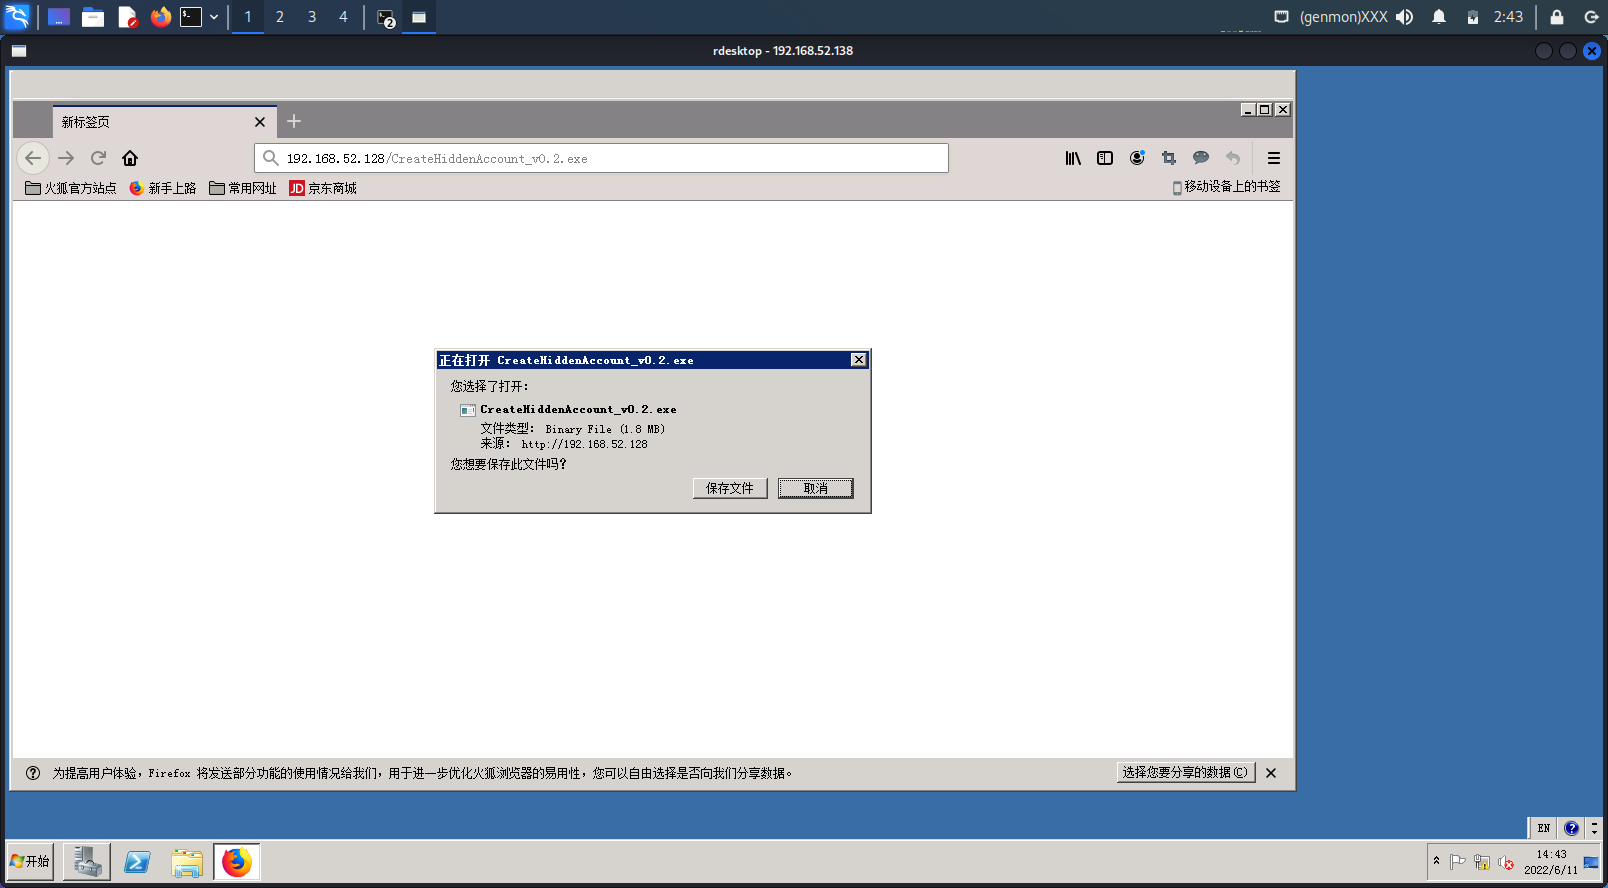 1 2 3 4 2 (genmon)XXX 2:43
rdesktop - 192.168.52.138
新标签页
192.168.52.128/CreateHiddenAccount_v0.2.exe
火狐官方站点 新手上路 常用网址 JD 京东商城 移动设备上的书签
正在打开 CreateHiddenAccount_v0.2.exe
您选择了打开:
CreateHiddenAccount_v0.2.exe
文件类型: Binary File (1.8 MB)
来源: http://192.168.52.128
您想要保存此文件吗?
保存文件 取消
为提高用户体验，Firefox 将发送部分功能的使用情况给我们，用于进一步优化火狐浏览器的易用性，您可以自由选择是否向我们分享数据。 选择您要分享的数据(C)
EN
开始 14:43
2022/6/11